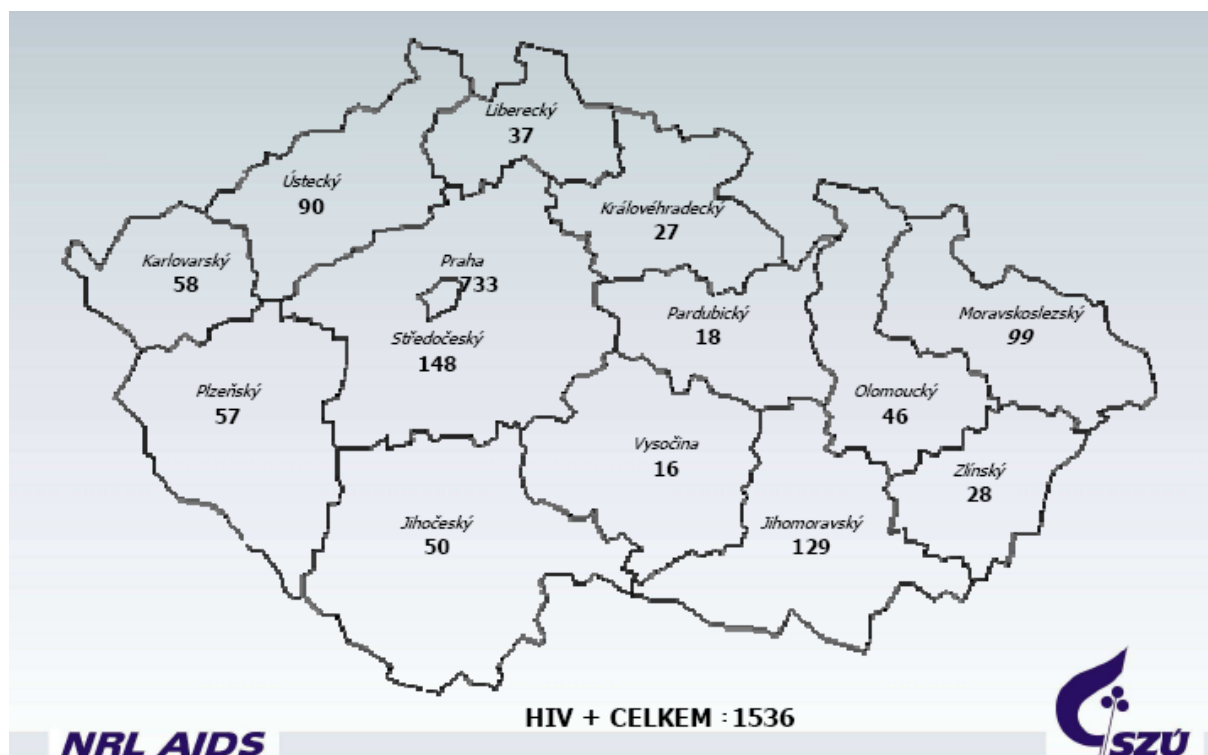 Liberecký
37
Ústecký
90
Královéhradecký
27
Karlovarský
58
Praha
733
Pardubický
18
Moravskoslezský
99
Středočeský
148
Plzeňský
57
Olomoucký
46
Vysočina
16
Zlínský
28
Jihočeský
50
Jihomoravský
129
HIV + CELKEM : 1536
NRL AIDS
SZÚ